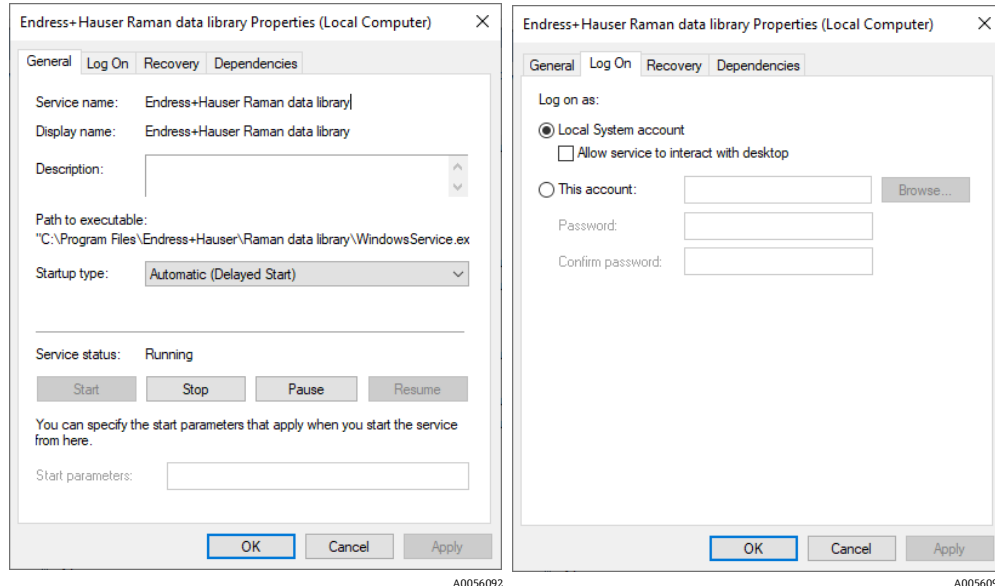 Endress+Hauser Raman data library Properties (Local Computer)
General Log On Recovery Dependencies
Service name: Endress+Hauser Raman data library
Display name: Endress+Hauser Raman data library
Description:
Path to executable:
"C:\Program Files\Endress+Hauser\Raman data library\WindowsService.ex
Startup type: Automatic (Delayed Start)
Service status: Running
Start Stop Pause Resume
You can specify the start parameters that apply when you start the service
from here.
Start parameters:
OK Cancel Apply
A0056092
Endress+Hauser Raman data library Properties (Local Computer)
General Log On Recovery Dependencies
Log on as:
Local System account
Allow service to interact with desktop
This account: Browse...
Password:
Confirm password:
OK Cancel Apply